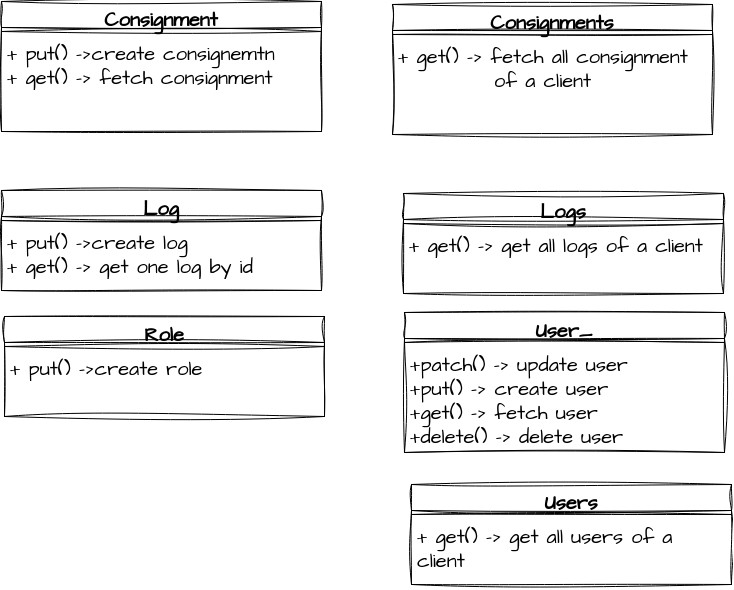 Consignment
+ put() ->create consignemtn
+ get() -> fetch consignment
Consignments
+ get() -> fetch all consignment
of a client
Log
+ put() ->create log
+ get() -> get one log by id
Logs
+ get() -> get all logs of a client
Role
+ put() ->create role
User_
+patch() -> update user
+put() -> create user
+get() -> fetch user
+delete() -> delete user
Users
+ get() -> get all users of a
client